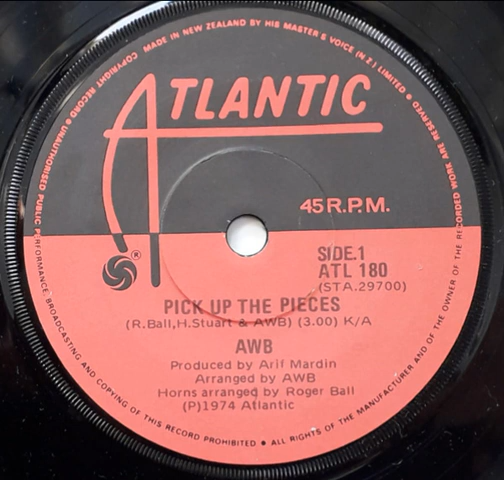 COPYRIGHT RECORD ● UNAUTHORISED PUBLIC PERFORMANCE, BROADCASTING AND COPYING OF THIS RECORD PROHIBITED ● ALL RIGHTS OF THE MANUFACTURER AND OF THE OWNER OF THE RECORDED WORK ARE RESERVED ●
MADE IN NEW ZEALAND BY HIS MASTER'S VOICE (N.Z.) LIMITED
ATLANTIC
45 R.P.M.
®
SIDE.1
ATL 180
(STA.29700)
PICK UP THE PIECES
(R.Ball,H.Stuart & AWB) (3.00) K/A
AWB
Produced by Arif Mardin
Arranged by AWB
Horns arranged by Roger Ball
(P)1974 Atlantic